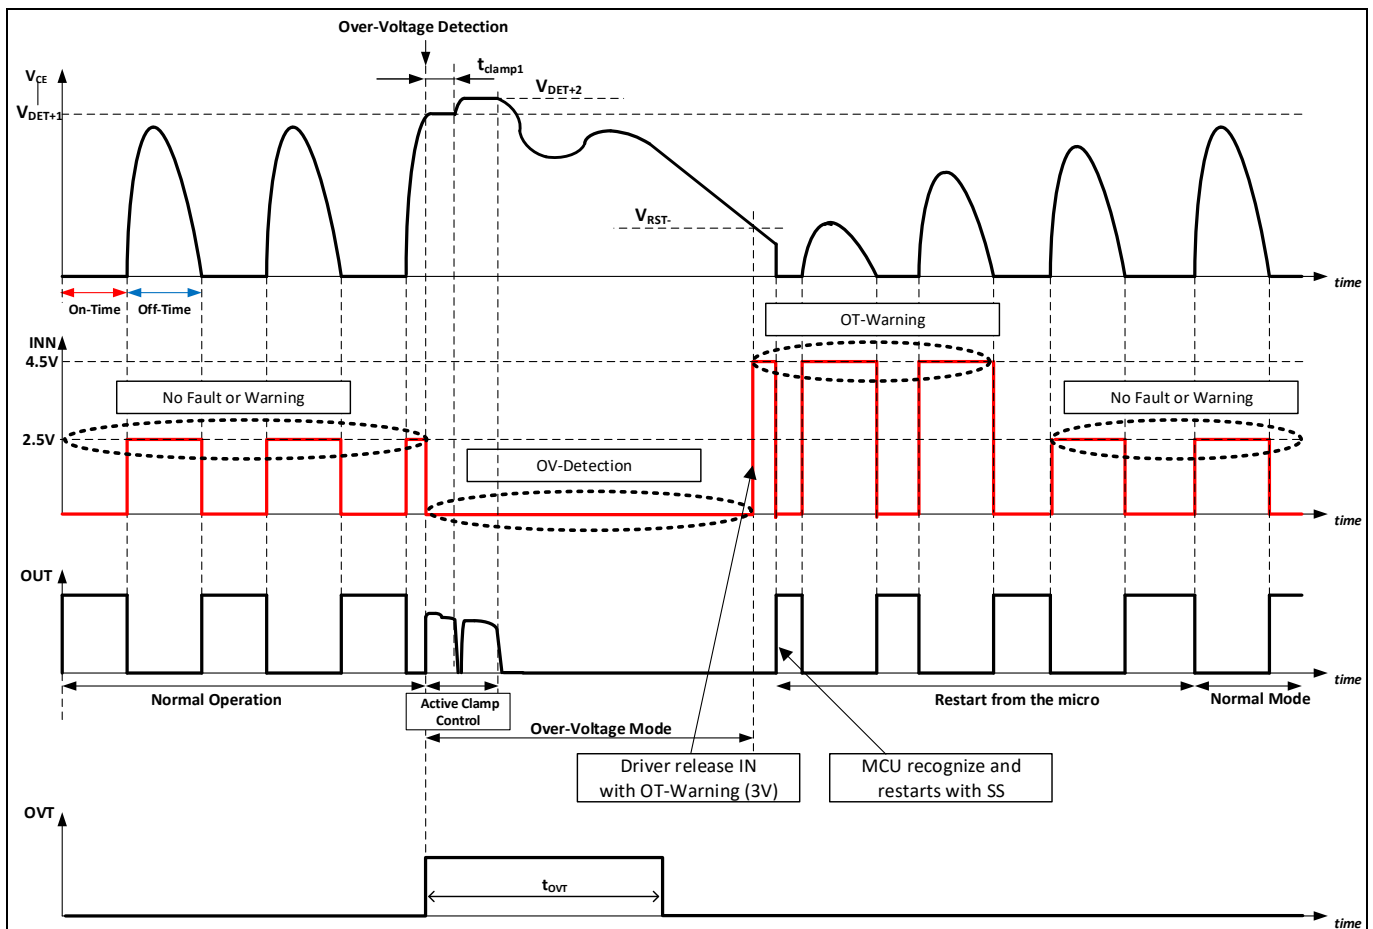 Over-Voltage Detection
tclamp1
VCE
VDET+2
VDET+1
VRST-
time
On-Time
Off-Time
OT-Warning
INN
4.5V
No Fault or Warning
No Fault or Warning
2.5V
OV-Detection
time
OUT
time
Normal Operation
Active Clamp
Control
Restart from the micro
Normal Mode
Over-Voltage Mode
Driver release IN
with OT-Warning (3V)
MCU recognize and
restarts with SS
OVT
tOVT
time